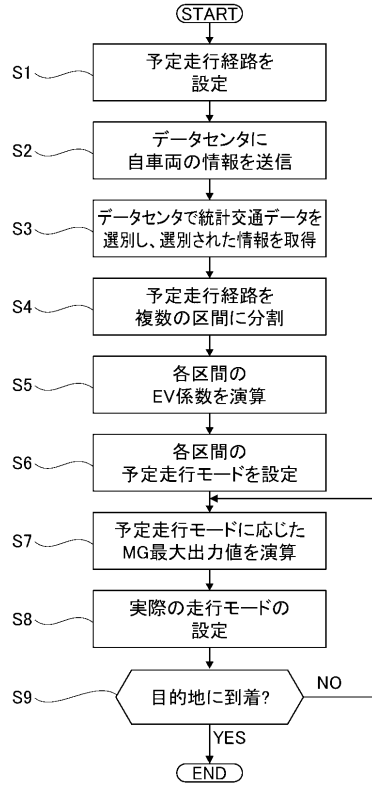 START
S1
予定走行経路を
設定
S2
データセンタに
自車両の情報を送信
S3
データセンタで統計交通データを
選別し、選別された情報を取得
S4
予定走行経路を
複数の区間に分割
S5
各区間の
EV係数を演算
S6
各区間の
予定走行モードを設定
S7
予定走行モードに応じた
MG最大出力値を演算
S8
実際の走行モードの
設定
S9
目的地に到着?
NO
YES
END